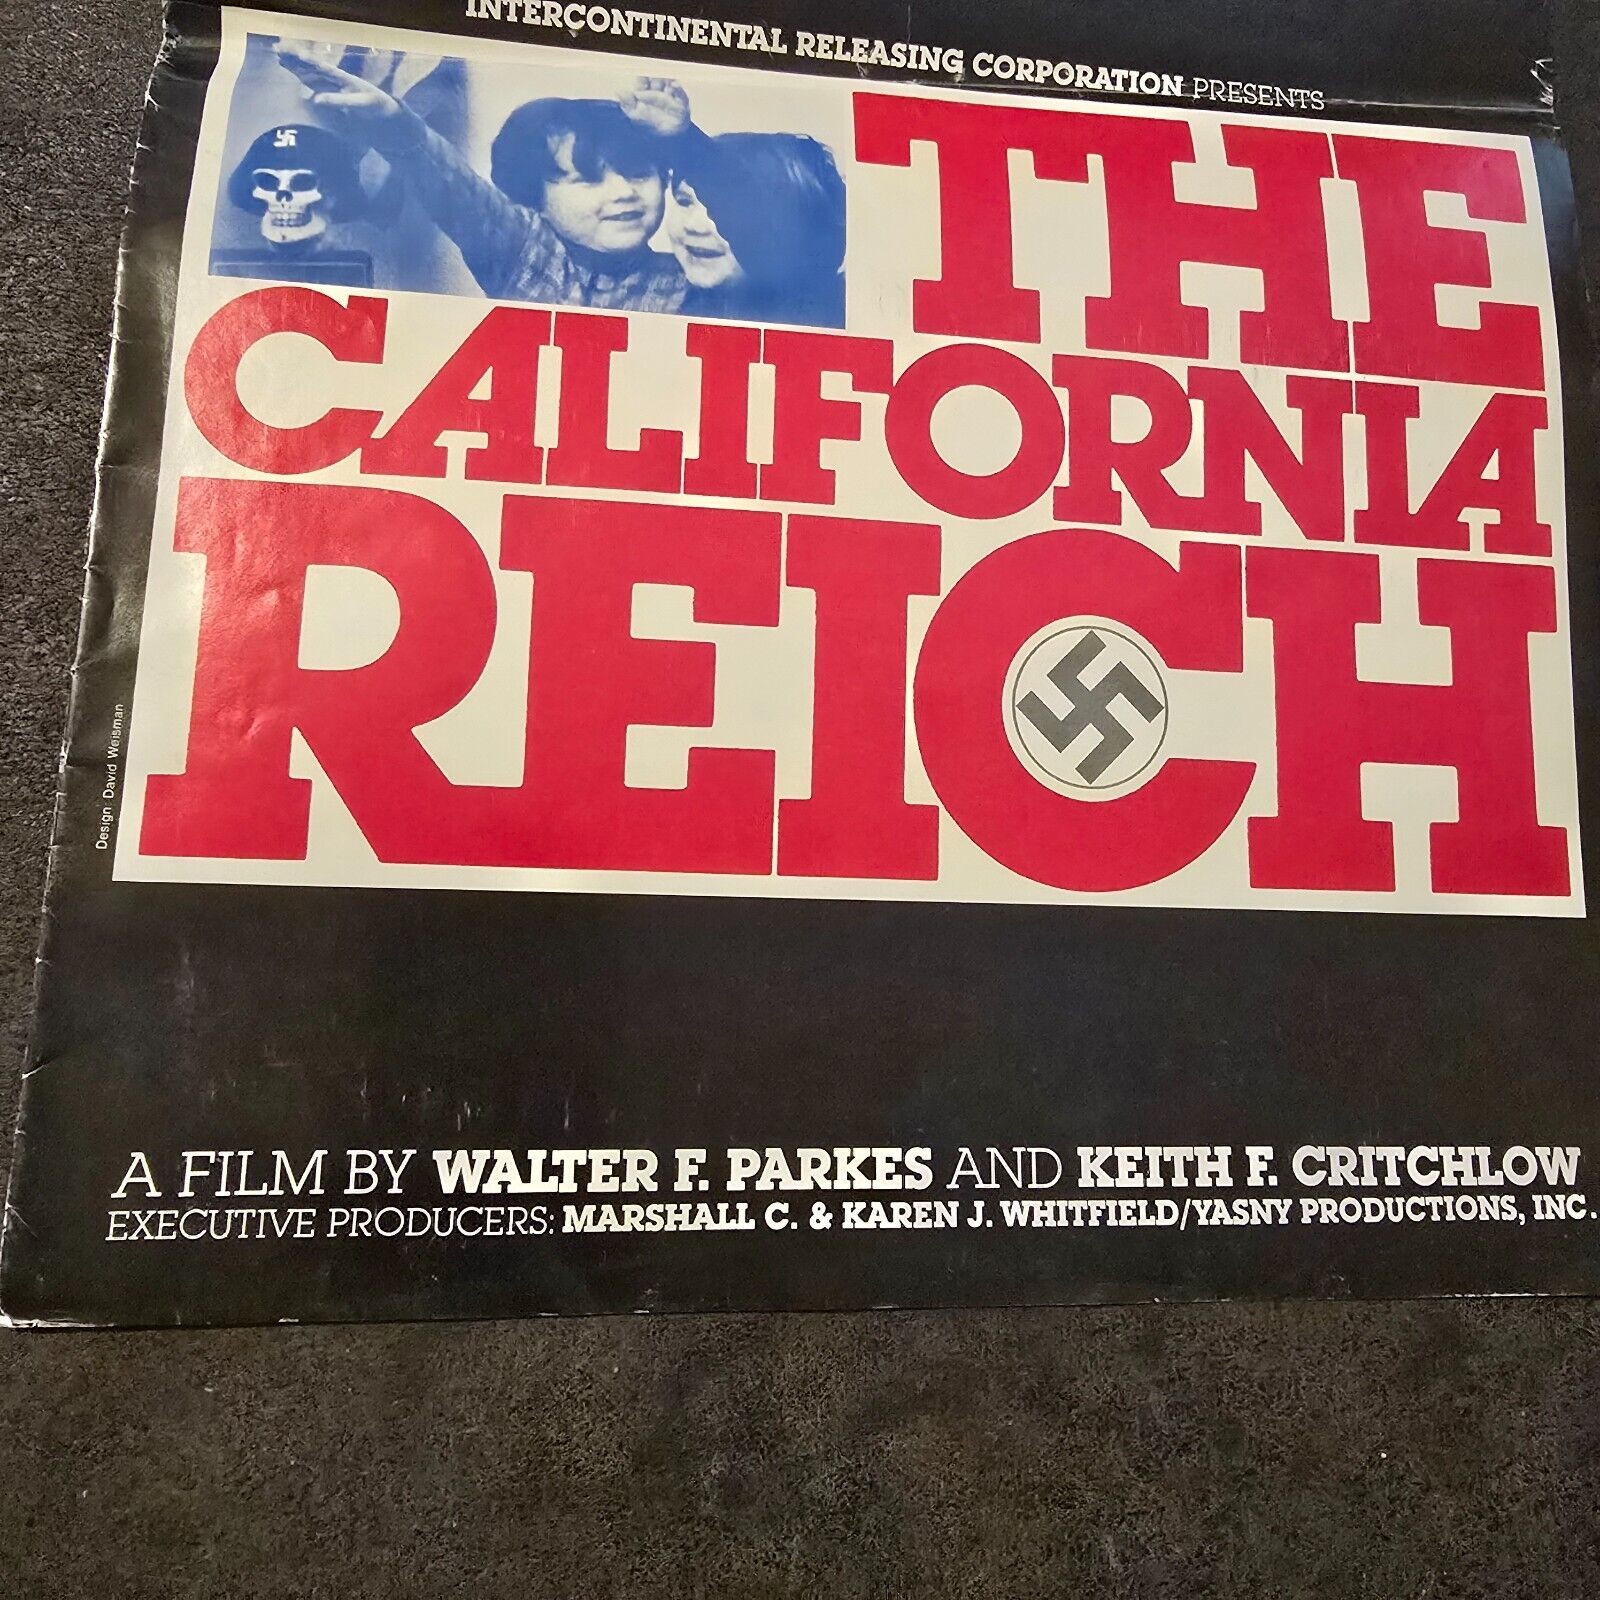 INTERCONTINENTAL RELEASING CORPORATION PRESENTS
THE
CALIFORNIA
REICH
Design: David Weisman
A FILM BY WALTER F. PARKES AND KEITH F. CRITCHLOW
EXECUTIVE PRODUCERS: MARSHALL C. & KAREN J. WHITFIELD/YASNY PRODUCTIONS, INC.